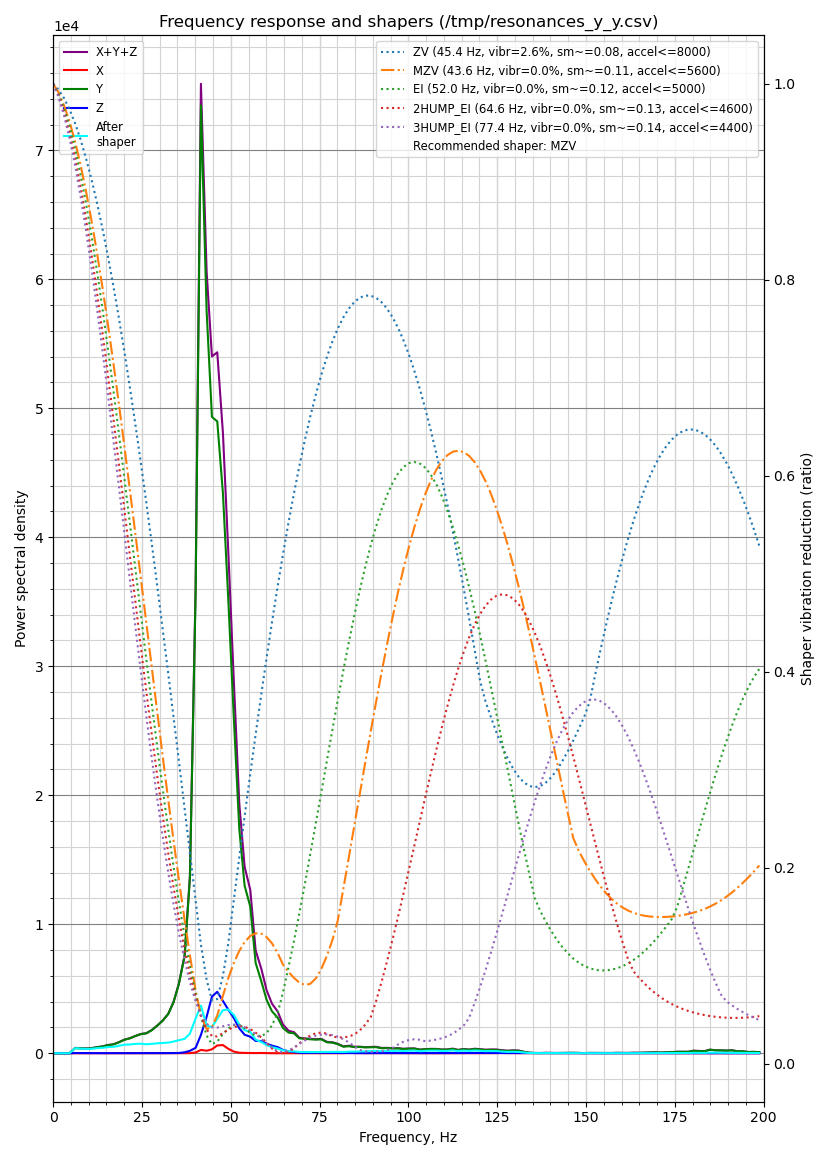 Frequency response and shapers (/tmp/resonances_y_y.csv)
1e4
X+Y+Z
X
Y
Z
After
shaper
ZV (45.4 Hz, vibr=2.6%, sm~=0.08, accel<=8000)
MZV (43.6 Hz, vibr=0.0%, sm~=0.11, accel<=5600)
EI (52.0 Hz, vibr=0.0%, sm~=0.12, accel<=5000)
2HUMP_EI (64.6 Hz, vibr=0.0%, sm~=0.13, accel<=4600)
3HUMP_EI (77.4 Hz, vibr=0.0%, sm~=0.14, accel<=4400)
Recommended shaper: MZV
7
6
5
4
3
2
1
0
Power spectral density
1.0
0.8
0.6
0.4
0.2
0.0
Shaper vibration reduction (ratio)
0 25 50 75 100 125 150 175 200
Frequency, Hz